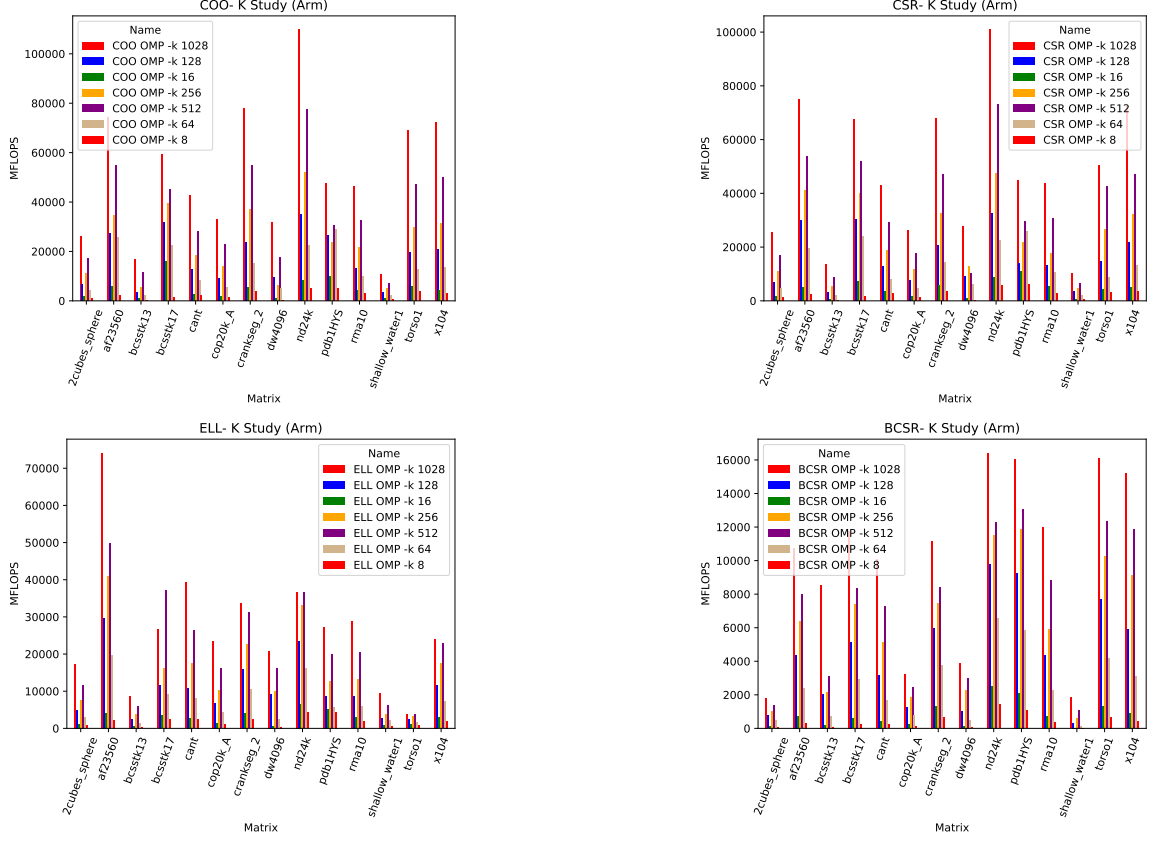 COO- K Study (Arm)
Name
COO OMP -k 1028
COO OMP -k 128
COO OMP -k 16
COO OMP -k 256
COO OMP -k 512
COO OMP -k 64
COO OMP -k 8
MFLOPS
100000
80000
60000
40000
20000
0
2cubes_sphere
af23560
bcsstk13
bcsstk17
cant
cop20k_A
crankseg_2
dw4096
nd24k
pdb1HYS
rma10
shallow_water1
torso1
x104
Matrix
CSR- K Study (Arm)
Name
CSR OMP -k 1028
CSR OMP -k 128
CSR OMP -k 16
CSR OMP -k 256
CSR OMP -k 512
CSR OMP -k 64
CSR OMP -k 8
MFLOPS
100000
80000
60000
40000
20000
0
2cubes_sphere
af23560
bcsstk13
bcsstk17
cant
cop20k_A
crankseg_2
dw4096
nd24k
pdb1HYS
rma10
shallow_water1
torso1
x104
Matrix
ELL- K Study (Arm)
Name
ELL OMP -k 1028
ELL OMP -k 128
ELL OMP -k 16
ELL OMP -k 256
ELL OMP -k 512
ELL OMP -k 64
ELL OMP -k 8
MFLOPS
70000
60000
50000
40000
30000
20000
10000
0
2cubes_sphere
af23560
bcsstk13
bcsstk17
cant
cop20k_A
crankseg_2
dw4096
nd24k
pdb1HYS
rma10
shallow_water1
torso1
x104
Matrix
BCSR- K Study (Arm)
Name
BCSR OMP -k 1028
BCSR OMP -k 128
BCSR OMP -k 16
BCSR OMP -k 256
BCSR OMP -k 512
BCSR OMP -k 64
BCSR OMP -k 8
MFLOPS
16000
14000
12000
10000
8000
6000
4000
2000
0
2cubes_sphere
af23560
bcsstk13
bcsstk17
cant
cop20k_A
crankseg_2
dw4096
nd24k
pdb1HYS
rma10
shallow_water1
torso1
x104
Matrix